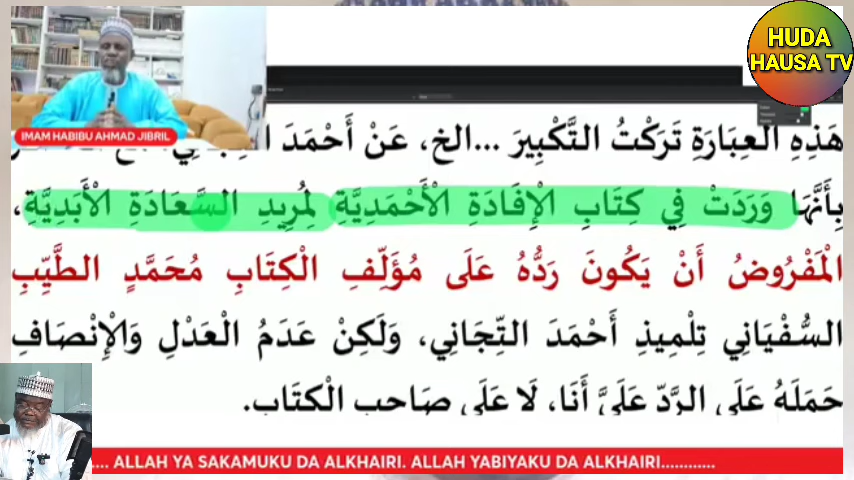 HUDA
HAUSA TV
IMAM HABIBU AHMAD JIBRIL
هَذِهِ العِبَارَةِ تَرَكْتُ التَّكْبِيرَ ...الخ، عَنْ أَحْمَدَ
بِأَنَّهَا وَرَدَتْ فِي كِتَابِ الْإِفَادَةِ الْأَحْمَدِيَّةِ لِمُرِيدِ السَّعَادَةِ الْأَبَدِيَّةِ،
الْمَفْرُوضُ أَنْ يَكُونَ رَدُّهُ عَلَى مُؤَلِّفِ الْكِتَابِ مُحَمَّدٍ الطَّيِّبِ
السُّفْيَانِي تِلْمِيذِ أَحْمَدَ التِّجَانِي، وَلَكِنْ عَدَمُ الْعَدْلِ وَالْإِنْصَافِ
حَمَلَهُ عَلَى الرَّدِّ عَلَيَّ أَنَا، لَا عَلَى صَاحِبِ الْكِتَابِ.
.... ALLAH YA SAKAMUKU DA ALKHAIRI. ALLAH YABIYAKU DA ALKHAIRI............